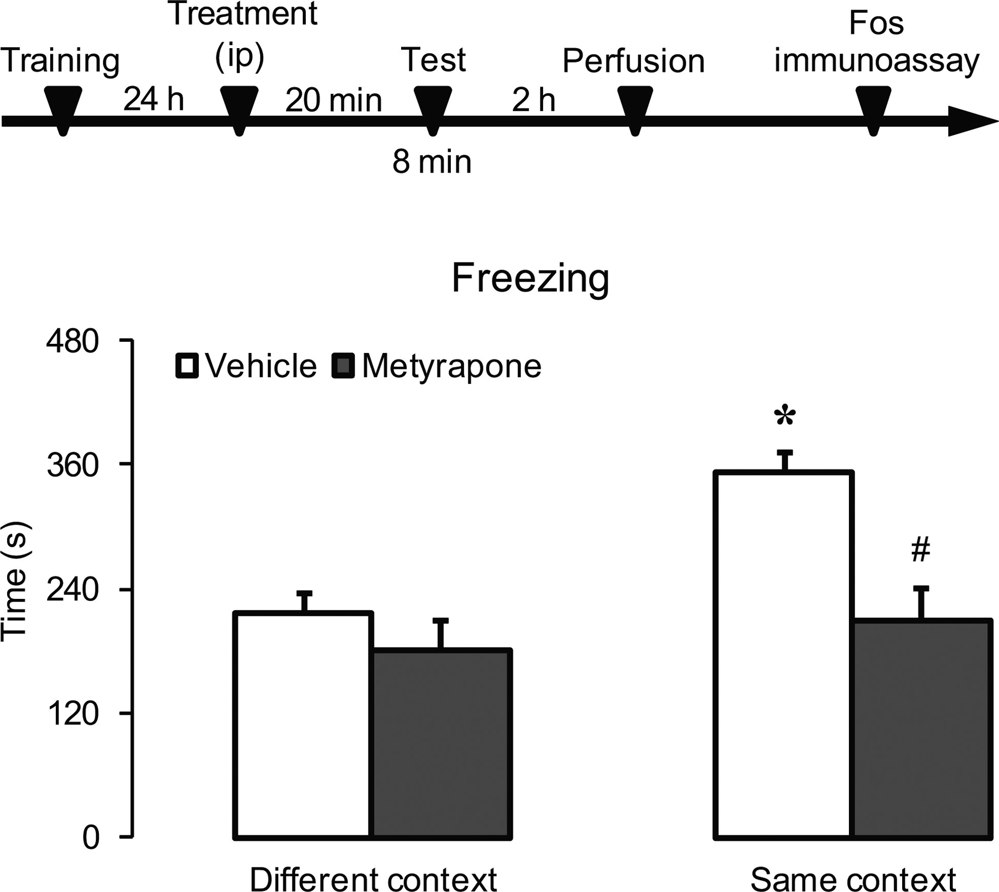 Treatment
(ip)
Training
Test
Perfusion
Fos
immunoassay
24 h
20 min
2 h
8 min
Freezing
480
360
240
120
0
Time (s)
Vehicle
Metyrapone
*
#
Different context
Same context